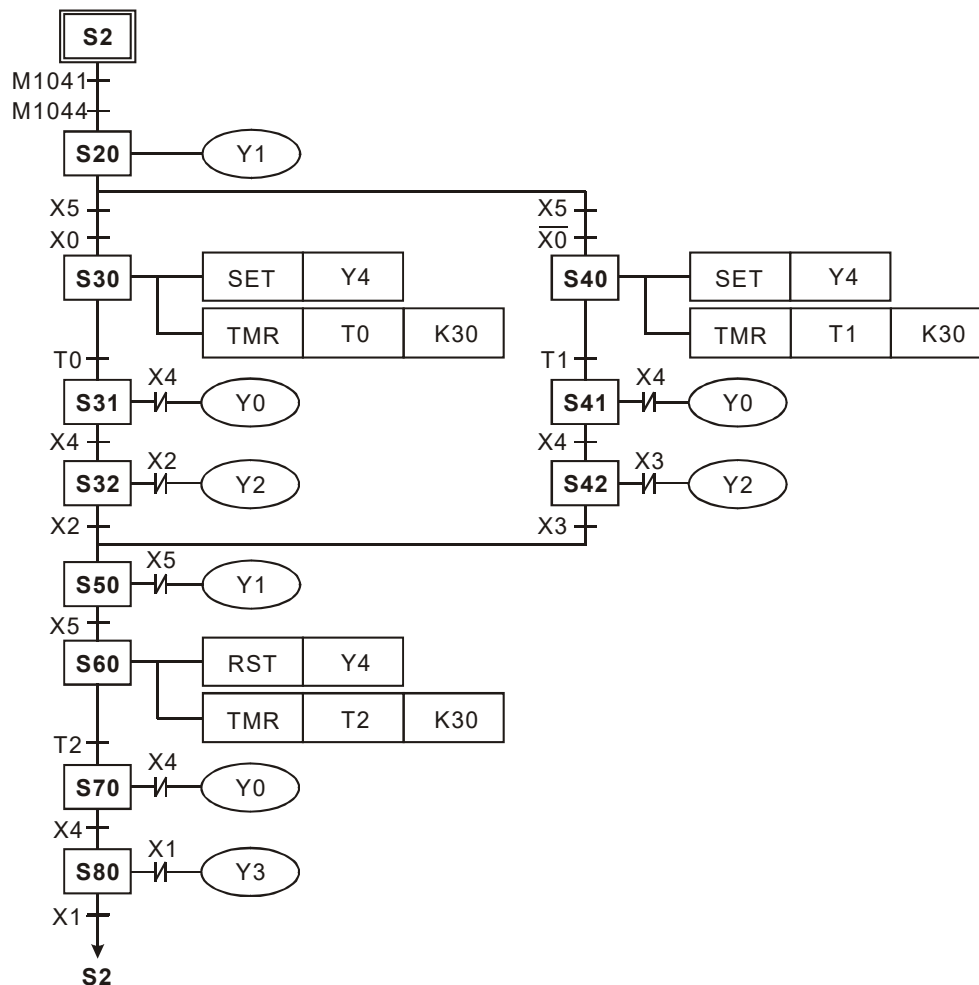 S2
M1041
M1044
S20 Y1
X5 X5
X0 X̅0̅
S30 SET Y4 S40 SET Y4
TMR T0 K30 TMR T1 K30
T0 T1
X4 X4
S31 Y0 S41 Y0
X4 X4
X2 X3
S32 Y2 S42 Y2
X2 X3
X5
S50 Y1
X5
S60 RST Y4
TMR T2 K30
T2
X4
S70 Y0
X4
X1
S80 Y3
X1
S2